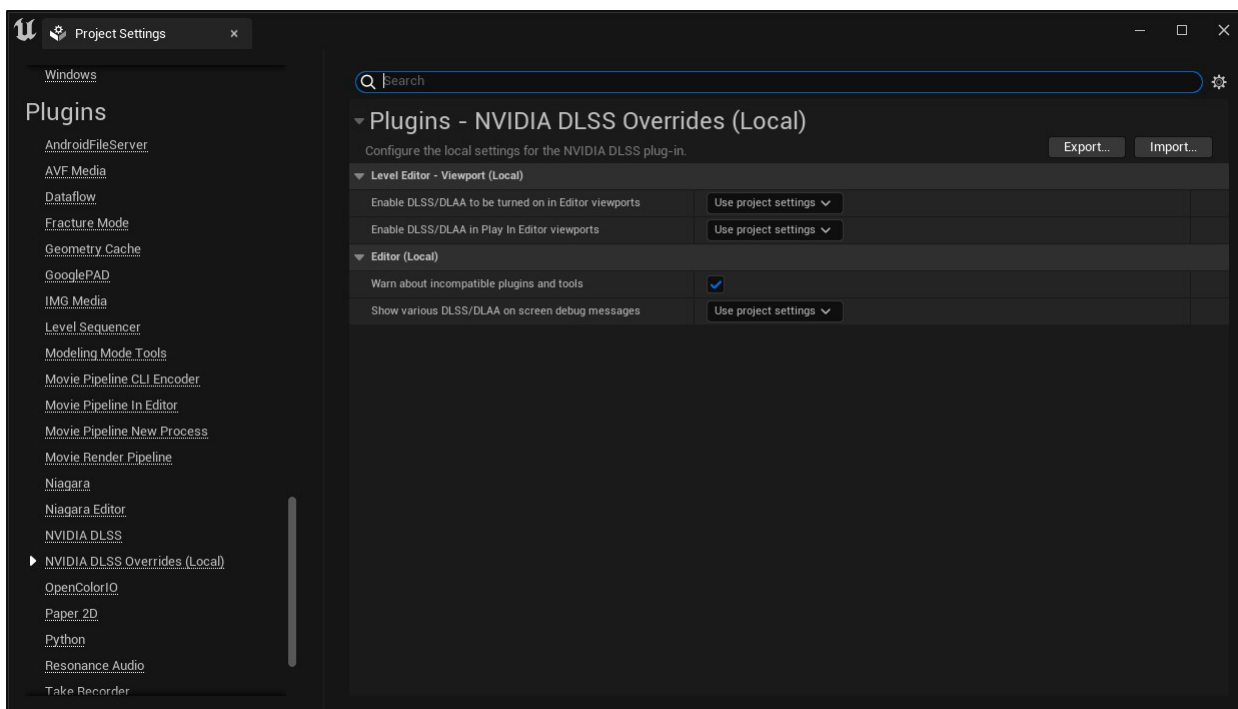 Project Settings
Windows
Plugins
AndroidFileServer
AVF Media
Dataflow
Fracture Mode
Geometry Cache
GooglePAD
IMG Media
Level Sequencer
Modeling Mode Tools
Movie Pipeline CLI Encoder
Movie Pipeline In Editor
Movie Pipeline New Process
Movie Render Pipeline
Niagara
Niagara Editor
NVIDIA DLSS
NVIDIA DLSS Overrides (Local)
OpenColorIO
Paper 2D
Python
Resonance Audio
Take Recorder
Search
Plugins - NVIDIA DLSS Overrides (Local)
Configure the local settings for the NVIDIA DLSS plug-in.
Export... Import...
Level Editor - Viewport (Local)
Enable DLSS/DLAA to be turned on in Editor viewports Use project settings
Enable DLSS/DLAA in Play In Editor viewports Use project settings
Editor (Local)
Warn about incompatible plugins and tools
Show various DLSS/DLAA on screen debug messages Use project settings